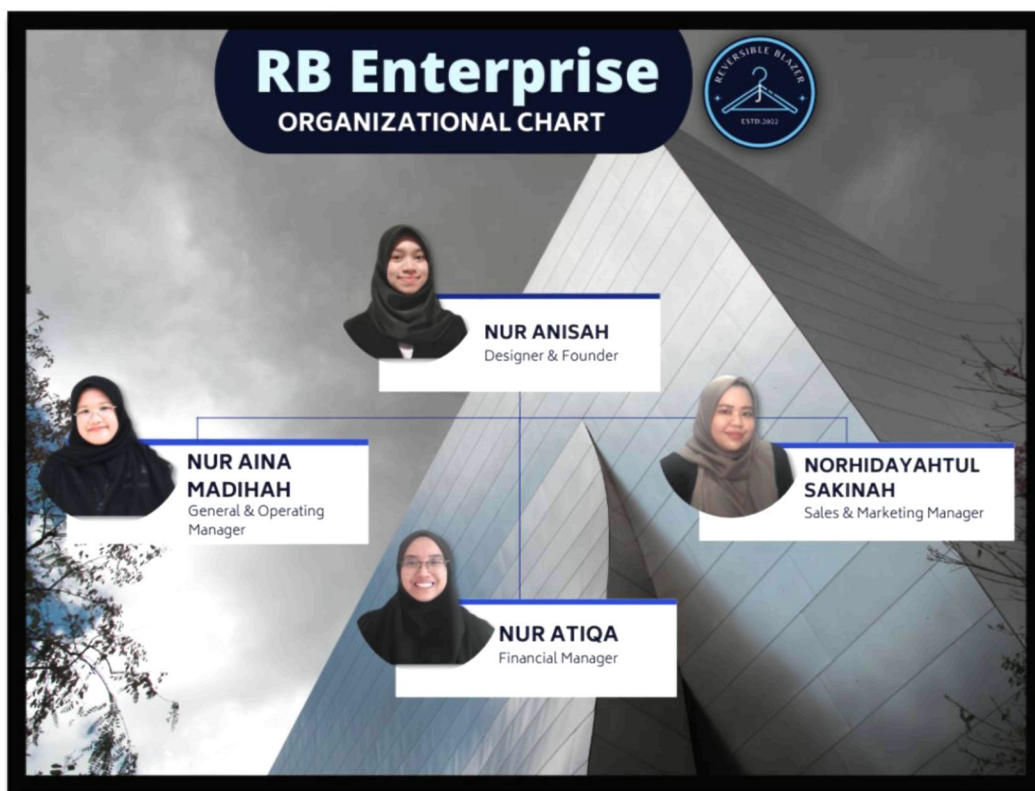 RB Enterprise
ORGANIZATIONAL CHART
REVERSIBLE BLAZER
ESTD.2022
NUR ANISAH
Designer & Founder
NUR AINA
MADIHAH
General & Operating
Manager
NORHIDAYAHTUL
SAKINAH
Sales & Marketing Manager
NUR ATIQA
Financial Manager